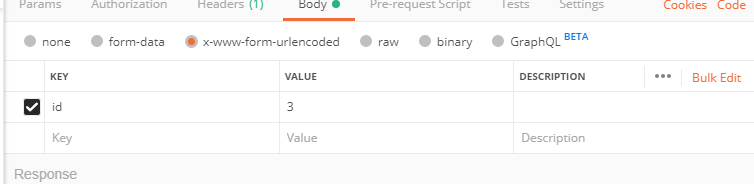 Params Authorization Headers (1) Body Pre-request Script Tests Settings Cookies Code
none form-data x-www-form-urlencoded raw binary GraphQL BETA
KEY VALUE DESCRIPTION ••• Bulk Edit
id 3
Key Value Description
Response